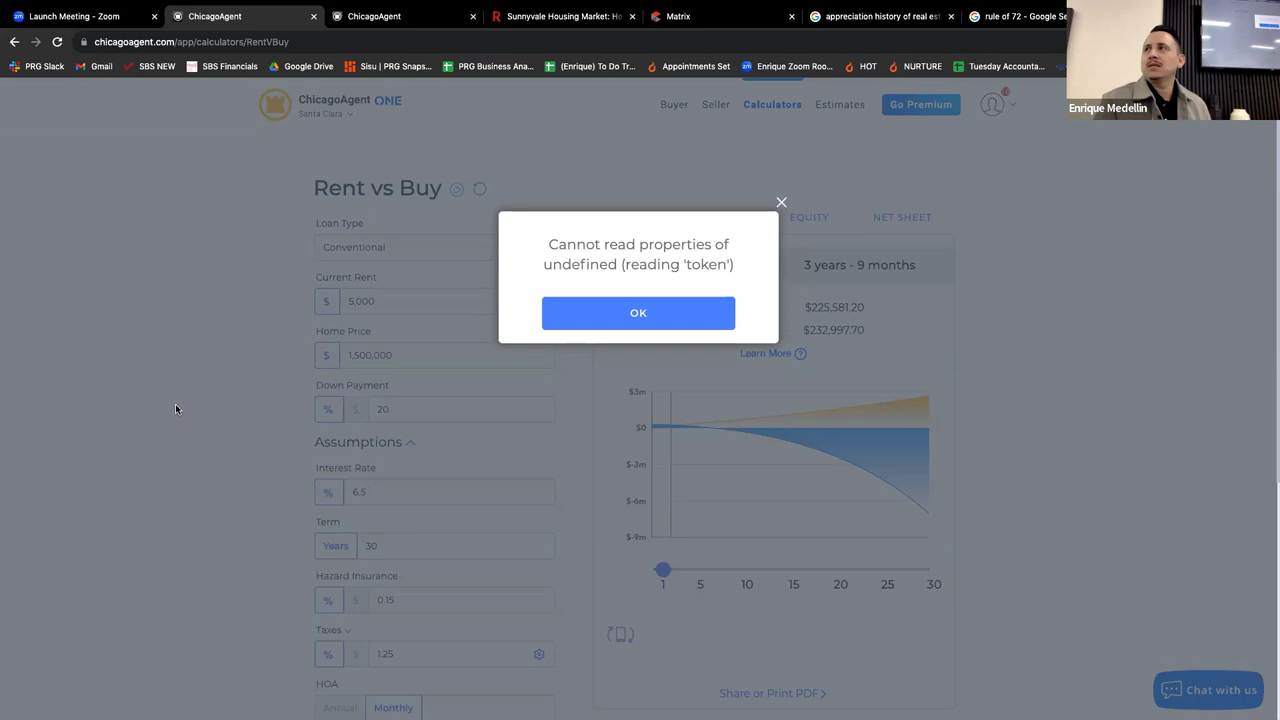 Launch Meeting - Zoom
ChicagoAgent
ChicagoAgent
Sunnyvale Housing Market: Ho
Matrix
appreciation history of real est
rule of 72 - Google Se
chicagoagent.com/app/calculators/RentVBuy
PRG Slack
Gmail
SBS NEW
SBS Financials
Google Drive
Sisu | PRG Snaps...
PRG Business Anal...
(Enrique) To Do Tr...
Appointments Set
Enrique Zoom Roo...
HOT
NURTURE
Tuesday Accounta...
Enrique Medellin
ChicagoAgent ONE
Santa Clara
Buyer
Seller
Calculators
Estimates
Go Premium
Rent vs Buy
EQUITY
NET SHEET
Loan Type
Conventional
Cannot read properties of
undefined (reading 'token')
OK
3 years - 9 months
Current Rent
$ 5,000
$225,581.20
Home Price
$232,997.70
$ 1,500,000
Learn More ?
Down Payment
% $ 20
$3m
$0
$-3m
$-6m
$-9m
Assumptions
Interest Rate
% 6.5
Term
Years 30
1 5 10 15 20 30
Hazard Insurance
% $ 0.15
Taxes
% $ 1.25
HOA
Annual Monthly
Share or Print PDF
Chat with us